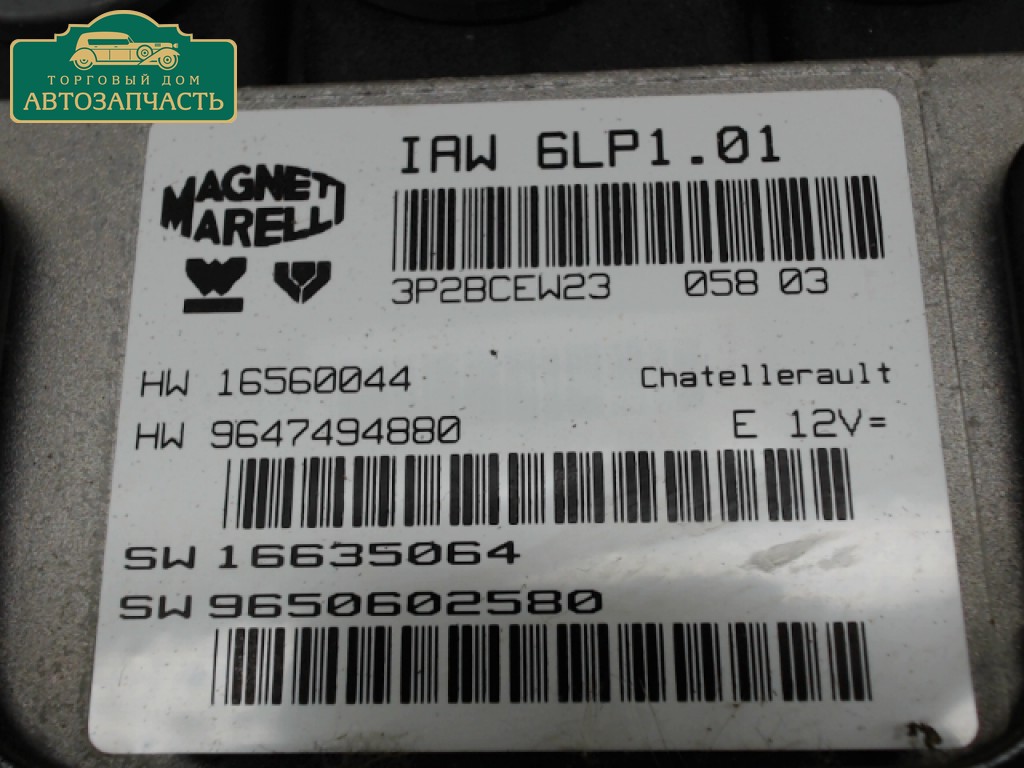 ТОРГОВЫЙ ДОМ
АВТОЗАПЧАСТЬ
MAGNETI
MARELLI
IAW 6LP1.01
3P2BCEW23 058 03
HW 16560044 Chatellerault
HW 9647494880 E 12V=
SW 16635064
SW 9650602580